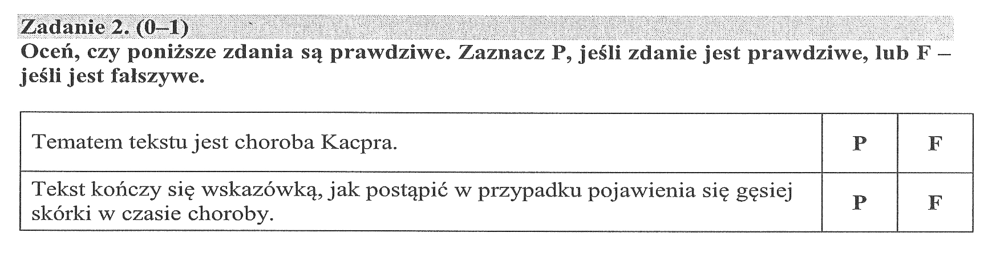 Zadanie 2. (0–1)
Oceń, czy poniższe zdania są prawdziwe. Zaznacz P, jeśli zdanie jest prawdziwe, lub F –
jeśli jest fałszywe.
Tematem tekstu jest choroba Kacpra. P F
Tekst kończy się wskazówką, jak postąpić w przypadku pojawienia się gęsiej
skórki w czasie choroby. P F